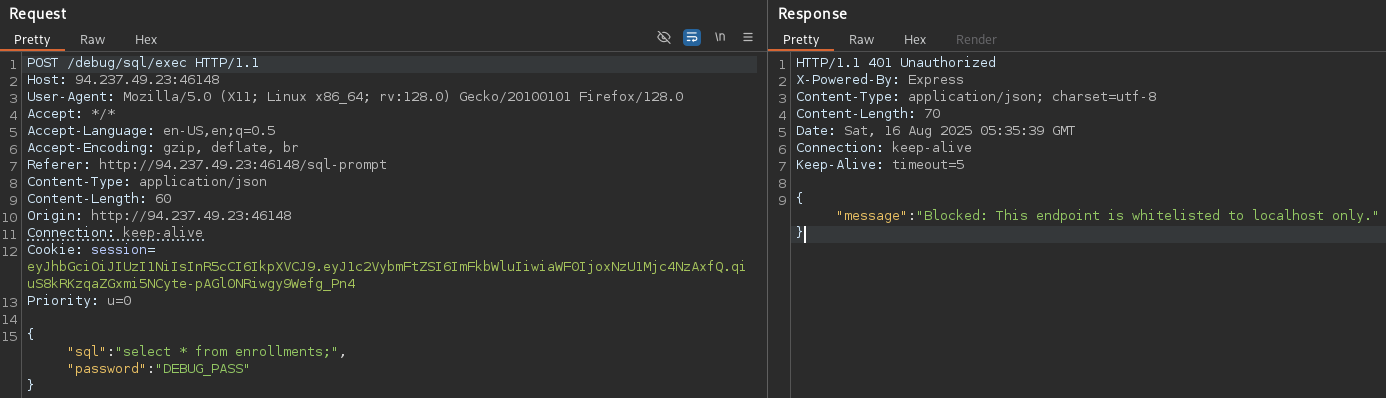 Request
Pretty Raw Hex \n
1 POST /debug/sql/exec HTTP/1.1
2 Host: 94.237.49.23:46148
3 User-Agent: Mozilla/5.0 (X11; Linux x86_64; rv:128.0) Gecko/20100101 Firefox/128.0
4 Accept: */*
5 Accept-Language: en-US,en;q=0.5
6 Accept-Encoding: gzip, deflate, br
7 Referer: http://94.237.49.23:46148/sql-prompt
8 Content-Type: application/json
9 Content-Length: 60
10 Origin: http://94.237.49.23:46148
11 Connection: keep-alive
12 Cookie: session=
eyJhbGciOiJIUzI1NiIsInR5cCI6IkpXVCJ9.eyJ1c2VybmFtZSI6ImFkbWluIiwiaWF0IjoxNzU1Mjc4NzAxfQ.qi
uS8kRKzqaZGxmi5NCyte-pAGl0NRiwgy9Wefg_Pn4
13 Priority: u=0
14
15 {
"sql":"select * from enrollments;",
"password":"DEBUG_PASS"
}
Response
Pretty Raw Hex Render
1 HTTP/1.1 401 Unauthorized
2 X-Powered-By: Express
3 Content-Type: application/json; charset=utf-8
4 Content-Length: 70
5 Date: Sat, 16 Aug 2025 05:35:39 GMT
6 Connection: keep-alive
7 Keep-Alive: timeout=5
8
9 {
"message":"Blocked: This endpoint is whitelisted to localhost only."
}